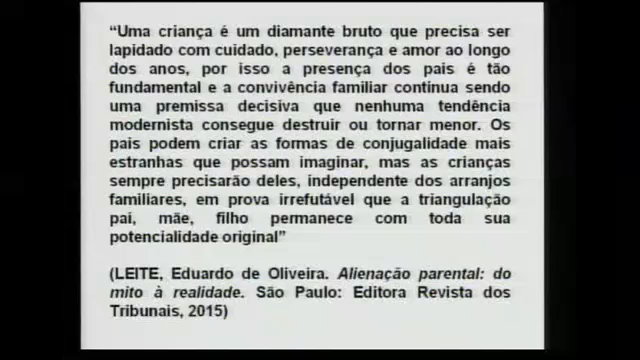 “Uma criança é um diamante bruto que precisa ser
lapidado com cuidado, perseverança e amor ao longo
dos anos, por isso a presença dos pais é tão
fundamental e a convivência familiar continua sendo
uma premissa decisiva que nenhuma tendência
modernista consegue destruir ou tornar menor. Os
pais podem criar as formas de conjugalidade mais
estranhas que possam imaginar, mas as crianças
sempre precisarão deles, independente dos arranjos
familiares, em prova irrefutável que a triangulação
pai, mãe, filho permanece com toda sua
potencialidade original”
(LEITE, Eduardo de Oliveira. Alienação parental: do
mito à realidade. São Paulo: Editora Revista dos
Tribunais, 2015)